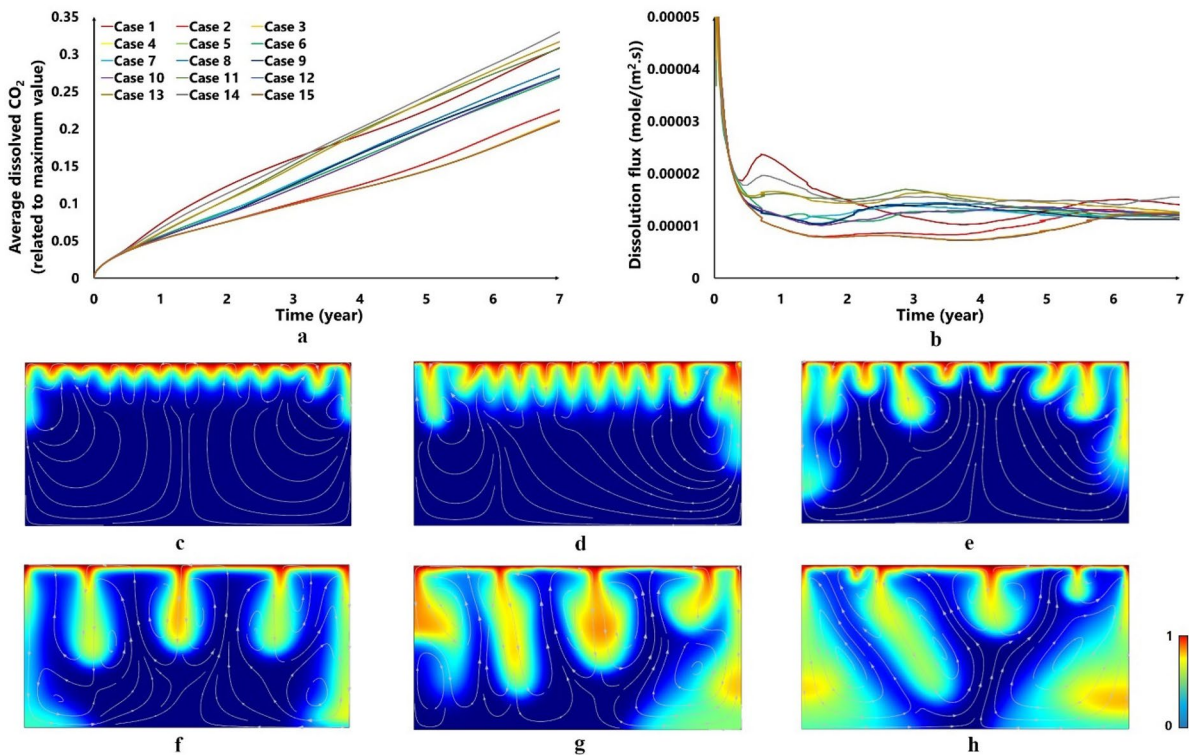 0.35
0.3
0.25
0.2
0.15
0.1
0.05
0
Average dissolved CO2
(related to maximum value)
Case 1 Case 2 Case 3
Case 4 Case 5 Case 6
Case 7 Case 8 Case 9
Case 10 Case 11 Case 12
Case 13 Case 14 Case 15
0 1 2 3 4 5 6 7
Time (year)
a
0.00005
0.00004
0.00003
0.00002
0.00001
0
Dissolution flux (mole/(m².s))
0 1 2 3 4 5 6 7
Time (year)
b
c d e
1
0
f g h